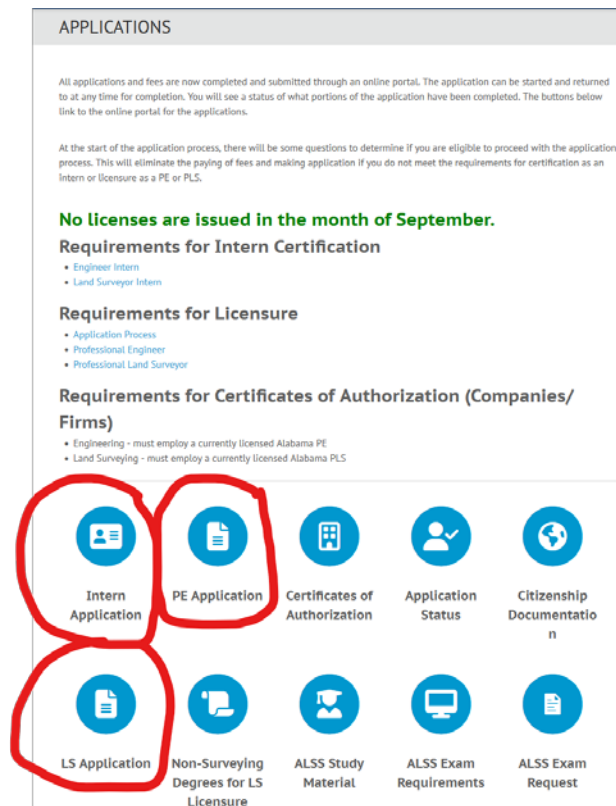 APPLICATIONS
All applications and fees are now completed and submitted through an online portal. The application can be started and returned
to at any time for completion. You will see a status of what portions of the application have been completed. The buttons below
link to the online portal for the applications.
At the start of the application process, there will be some questions to determine if you are eligible to proceed with the application
process. This will eliminate the paying of fees and making application if you do not meet the requirements for certification as an
intern or licensure as a PE or PLS.
No licenses are issued in the month of September.
Requirements for Intern Certification
• Engineer Intern
• Land Surveyor Intern
Requirements for Licensure
• Application Process
• Professional Engineer
• Professional Land Surveyor
Requirements for Certificates of Authorization (Companies/
Firms)
• Engineering - must employ a currently licensed Alabama PE
• Land Surveying - must employ a currently licensed Alabama PLS
Intern
Application
PE Application
Certificates of
Authorization
Application
Status
Citizenship
Documentatio
n
LS Application
Non-Surveying
Degrees for LS
Licensure
ALSS Study
Material
ALSS Exam
Requirements
ALSS Exam
Request